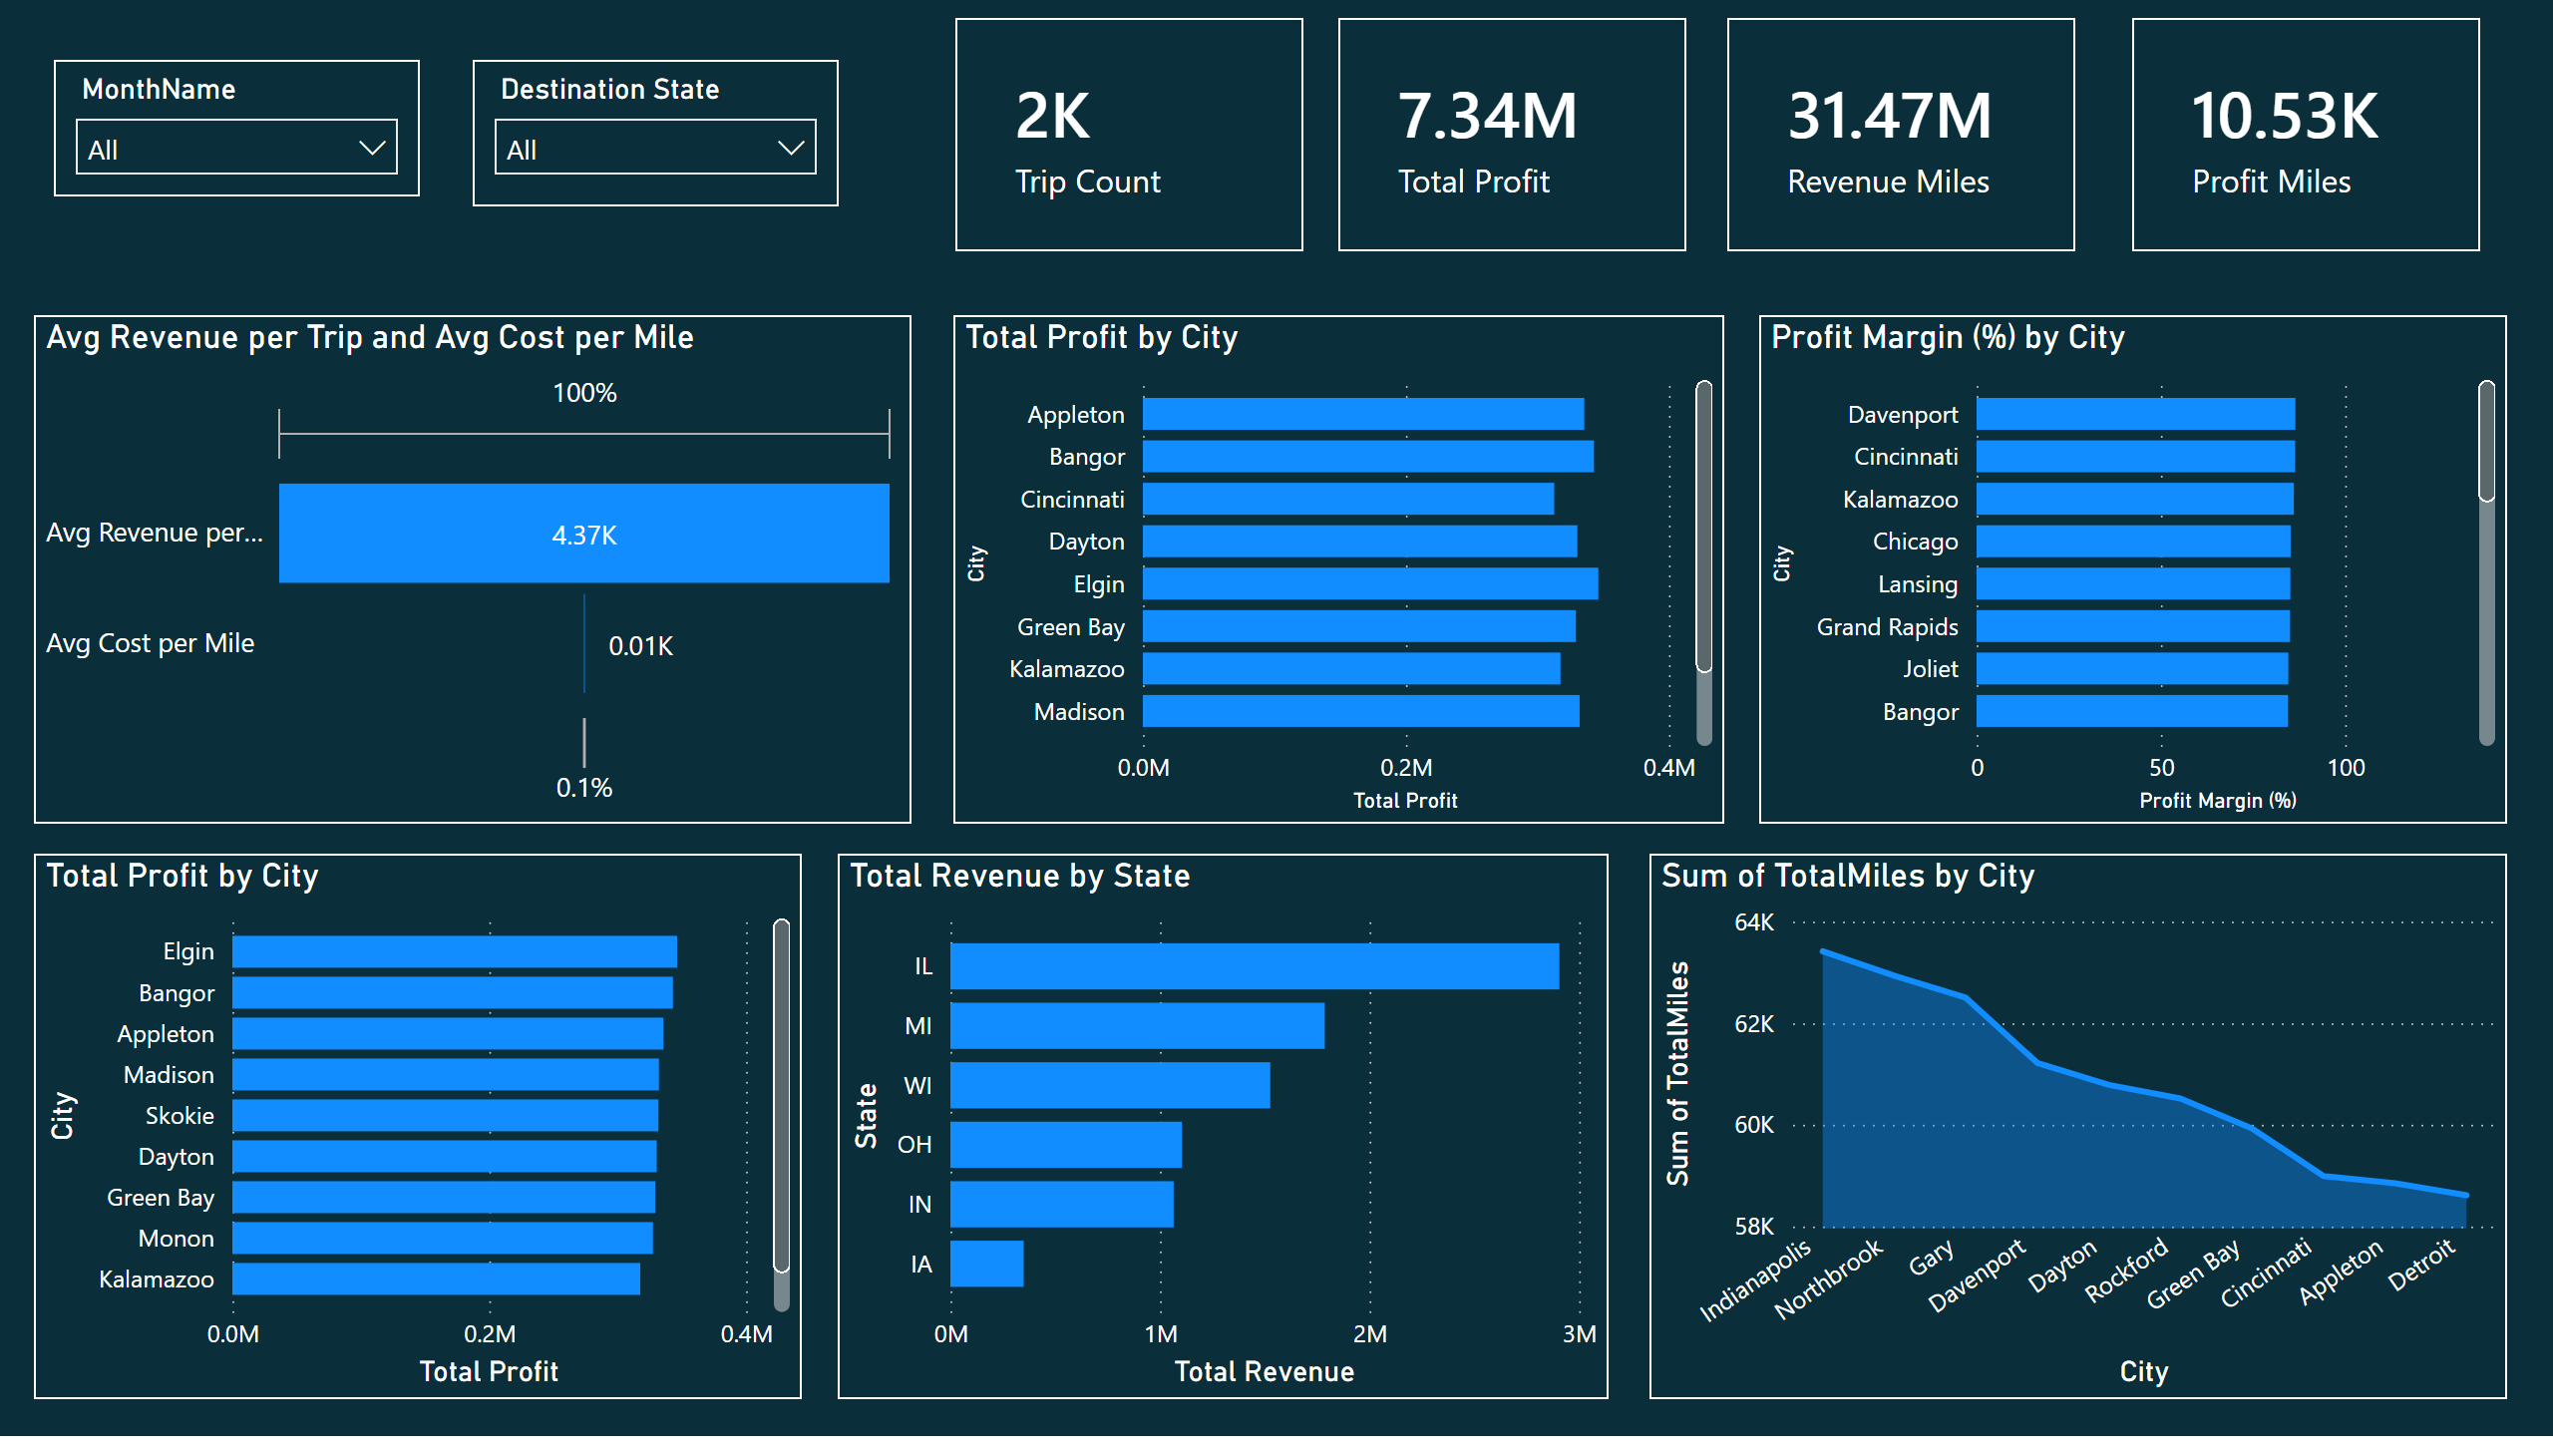 MonthName
All
Destination State
All
2K
Trip Count
7.34M
Total Profit
31.47M
Revenue Miles
10.53K
Profit Miles
Avg Revenue per Trip and Avg Cost per Mile
100%
Avg Revenue per...
4.37K
Avg Cost per Mile
0.01K
0.1%
Total Profit by City
City
Appleton
Bangor
Cincinnati
Dayton
Elgin
Green Bay
Kalamazoo
Madison
0.0M 0.2M 0.4M
Total Profit
Profit Margin (%) by City
City
Davenport
Cincinnati
Kalamazoo
Chicago
Lansing
Grand Rapids
Joliet
Bangor
0 50 100
Profit Margin (%)
Total Profit by City
City
Elgin
Bangor
Appleton
Madison
Skokie
Dayton
Green Bay
Monon
Kalamazoo
0.0M 0.2M 0.4M
Total Profit
Total Revenue by State
State
IL
MI
WI
OH
IN
IA
0M 1M 2M 3M
Total Revenue
Sum of TotalMiles by City
Sum of TotalMiles
64K
62K
60K
58K
Indianapolis Northbrook Gary Davenport Dayton Rockford Green Bay Cincinnati Appleton Detroit
City